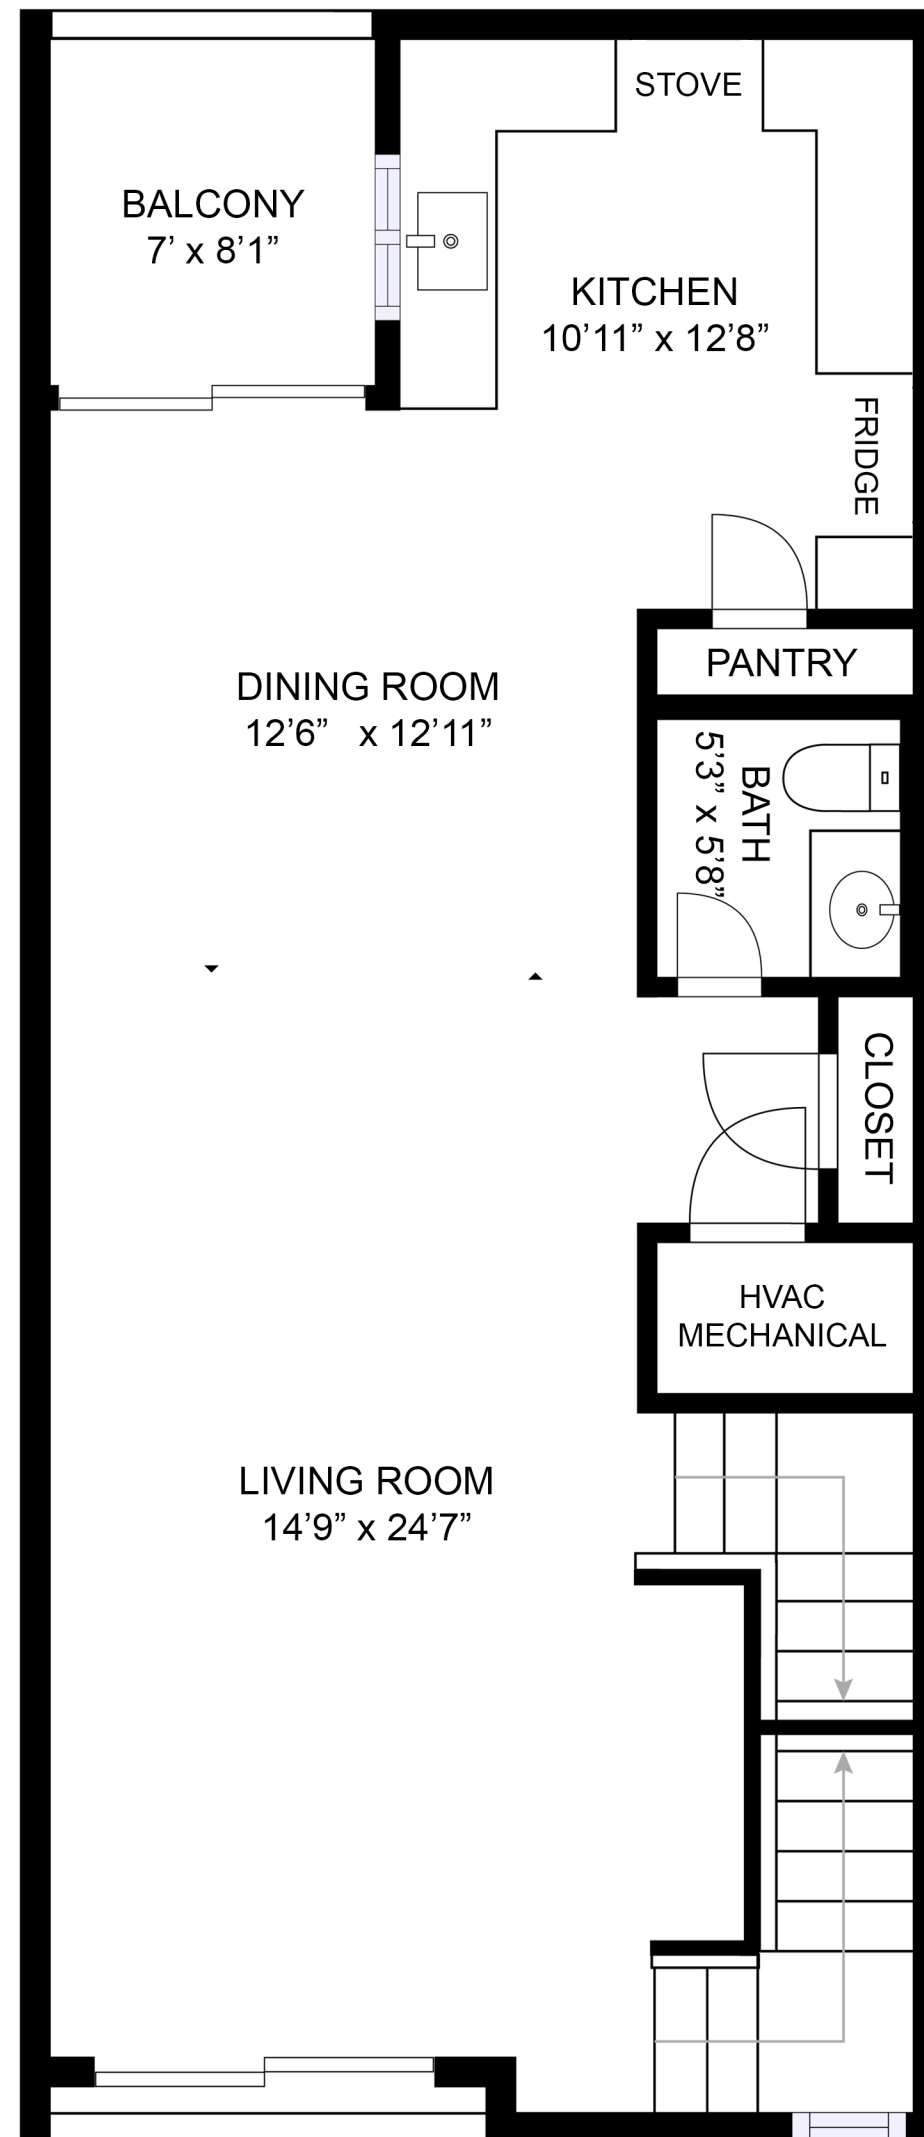 STOVE
BALCONY
7’ x 8’1”
KITCHEN
10’11” x 12’8”
FRIDGE
PANTRY
DINING ROOM
12’6” x 12’11”
BATH
5’3” x 5’8”
CLOSET
HVAC
MECHANICAL
LIVING ROOM
14’9” x 24’7”